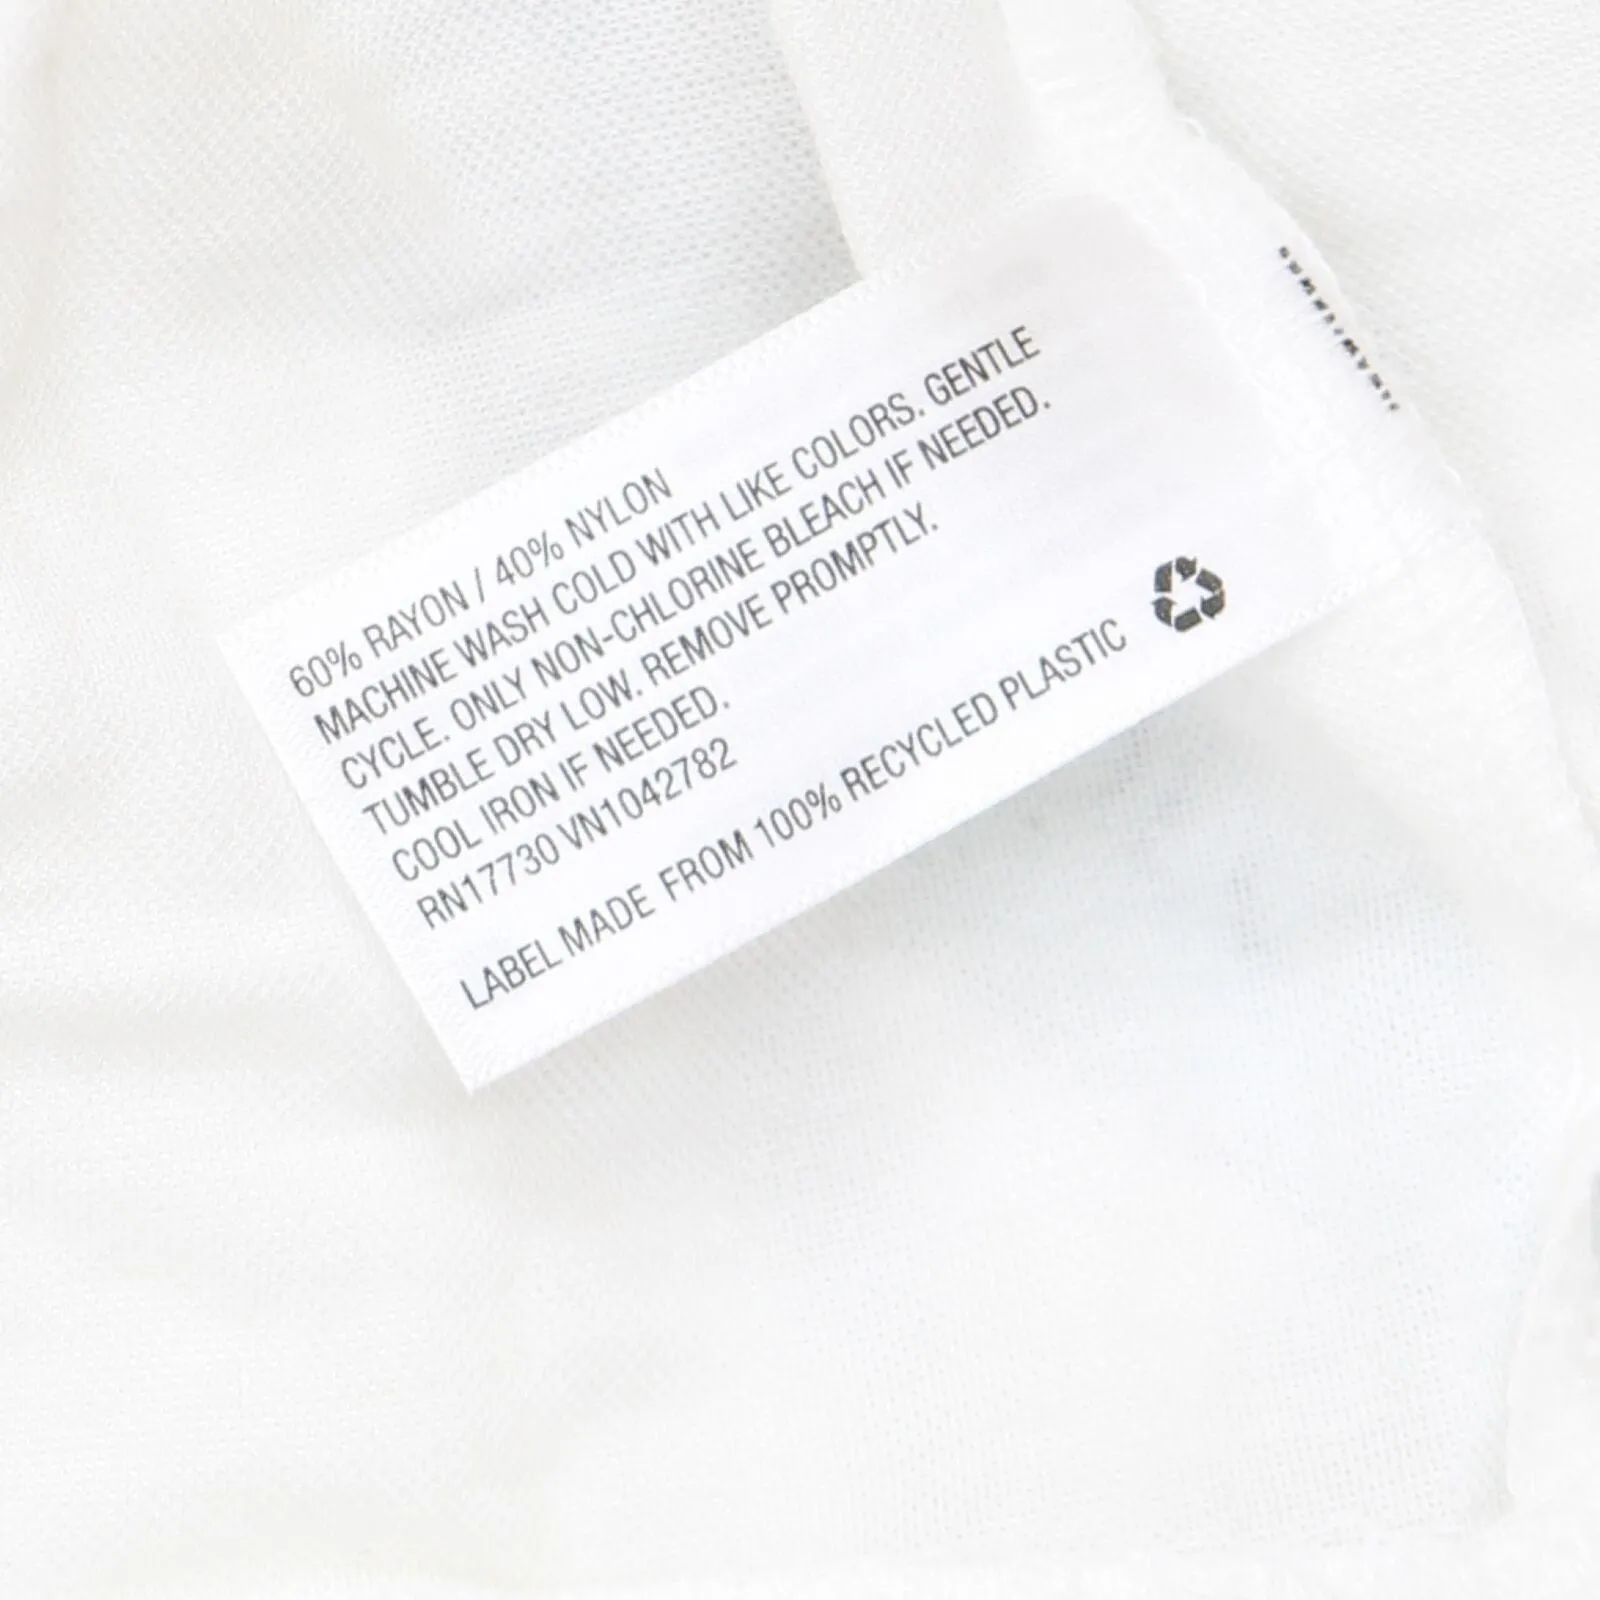 60% RAYON / 40% NYLON
MACHINE WASH COLD WITH LIKE COLORS. GENTLE
CYCLE. ONLY NON-CHLORINE BLEACH IF NEEDED.
TUMBLE DRY LOW. REMOVE PROMPTLY.
COOL IRON IF NEEDED.
RN17730 VN1042782
LABEL MADE FROM 100% RECYCLED PLASTIC